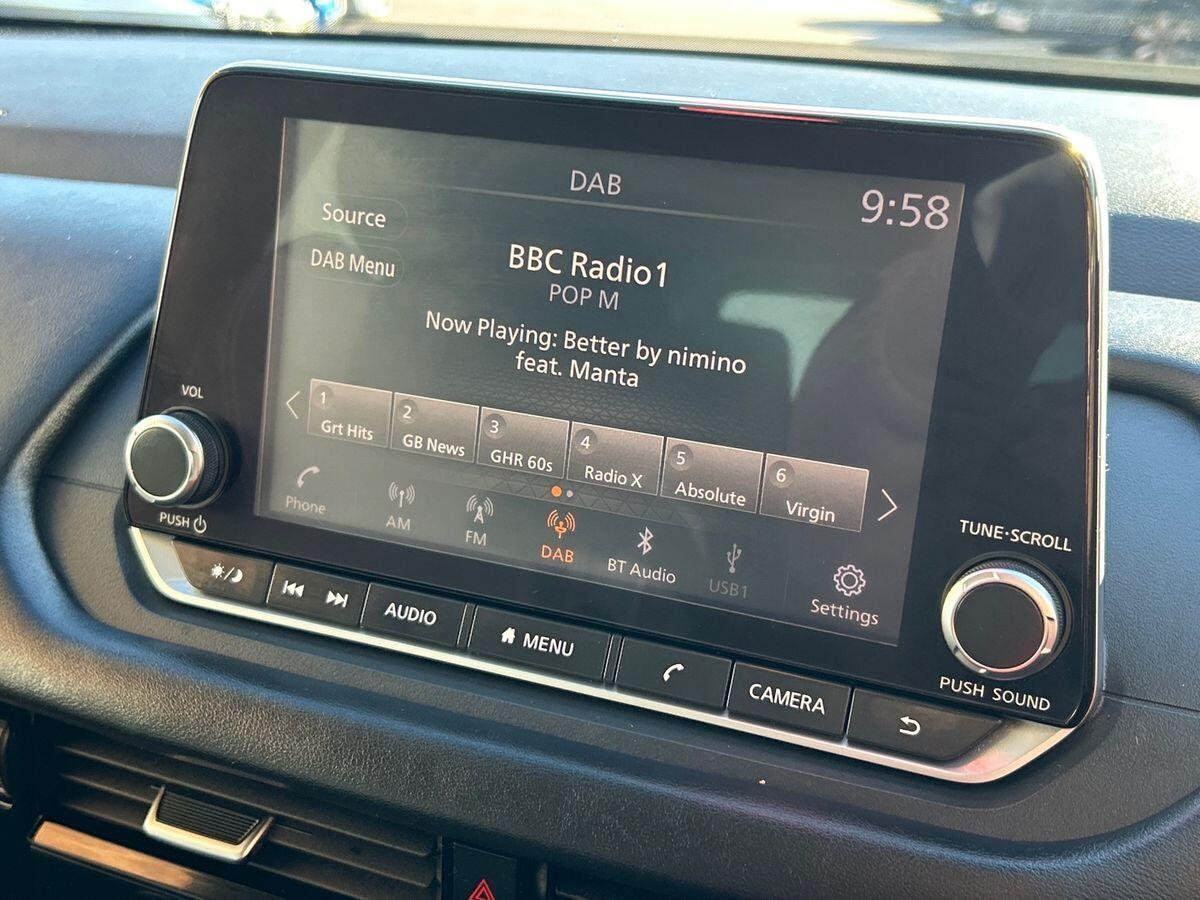 DAB
9:58
Source
DAB Menu
BBC Radio1
POP M
Now Playing: Better by nimino
feat. Manta
1
Grt Hits
2
GB News
3
GHR 60s
4
Radio X
5
Absolute
6
Virgin
Phone
AM
FM
DAB
BT Audio
USB1
Settings
VOL
PUSH
TUNE·SCROLL
PUSH SOUND
AUDIO
MENU
CAMERA